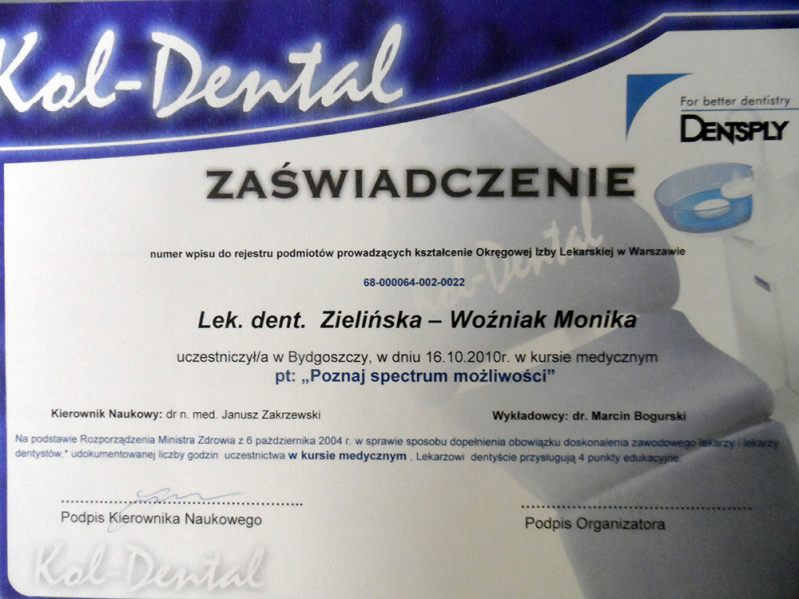 Kol-Dental
For better dentistry
DENTSPLY
ZAŚWIADCZENIE
numer wpisu do rejestru podmiotów prowadzących kształcenie Okręgowej Izby Lekarskiej w Warszawie
68-000064-002-0022
Kol-Dental
Lek. dent. Zielińska – Woźniak Monika
uczestniczył/a w Bydgoszczy, w dniu 16.10.2010r. w kursie medycznym
pt: „Poznaj spectrum możliwości”
Kierownik Naukowy: dr n. med. Janusz Zakrzewski
Wykładowcy: dr. Marcin Bogurski
Na podstawie Rozporządzenia Ministra Zdrowia z 6 października 2004 r. w sprawie sposobu dopełnienia obowiązku doskonalenia zawodowego lekarzy i lekarzy
dentystów,* udokumentowanej liczby godzin uczestnictwa w kursie medycznym , Lekarzowi dentyście przysługują 4 punkty edukacyjne
Podpis Kierownika Naukowego
Podpis Organizatora
Kol-Dental